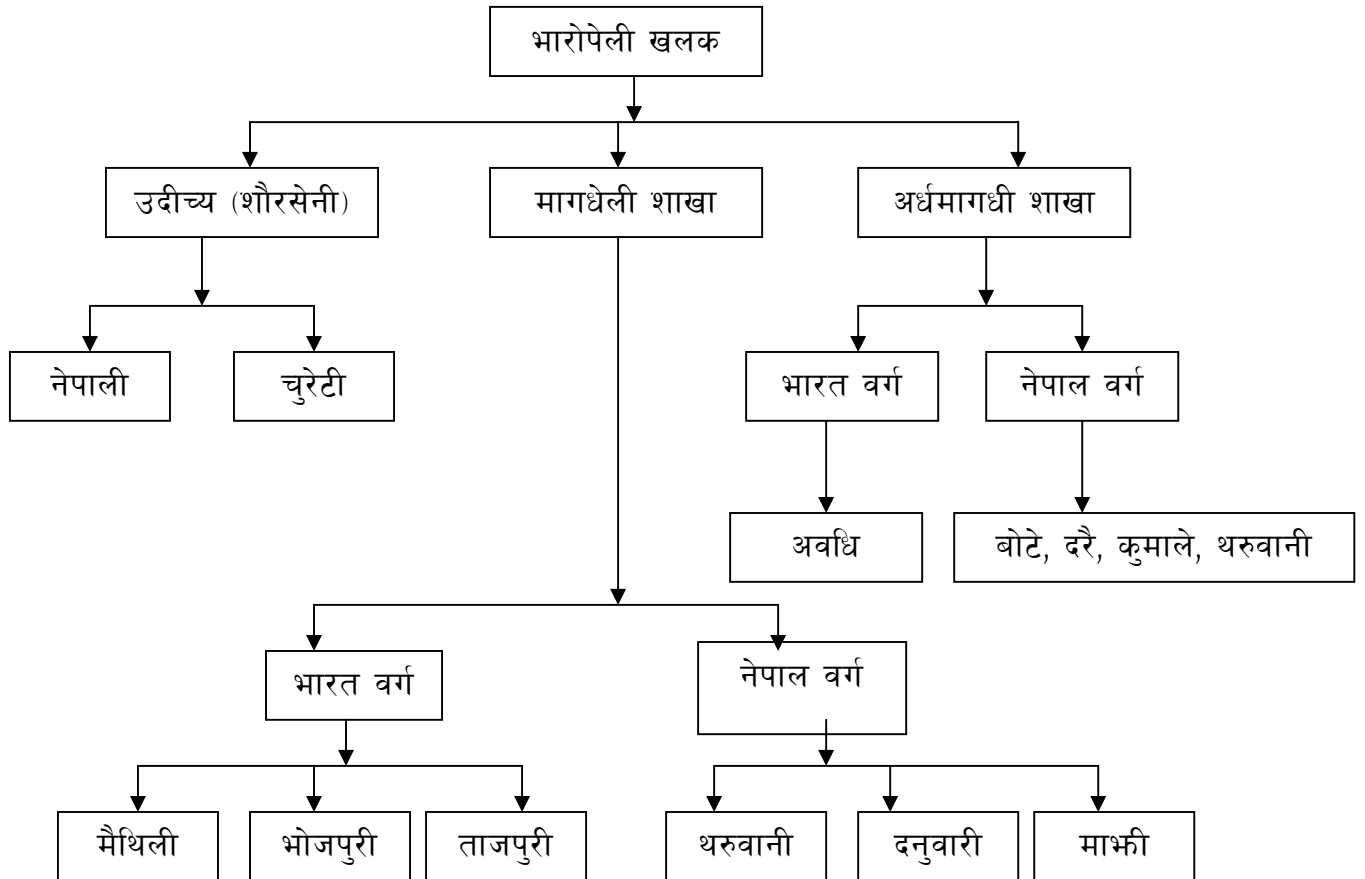 भारोपेली खलक
उदीच्य (शौरसेनी)
मागधेली शाखा
अर्धमागधी शाखा
नेपाली
चुरेटी
भारत वर्ग
नेपाल वर्ग
अवधि
बोटे, दरै, कुमाले, थरुवानी
भारत वर्ग
नेपाल वर्ग
मैथिली
भोजपुरी
ताजपुरी
थरुवानी
दनुवारी
माझी